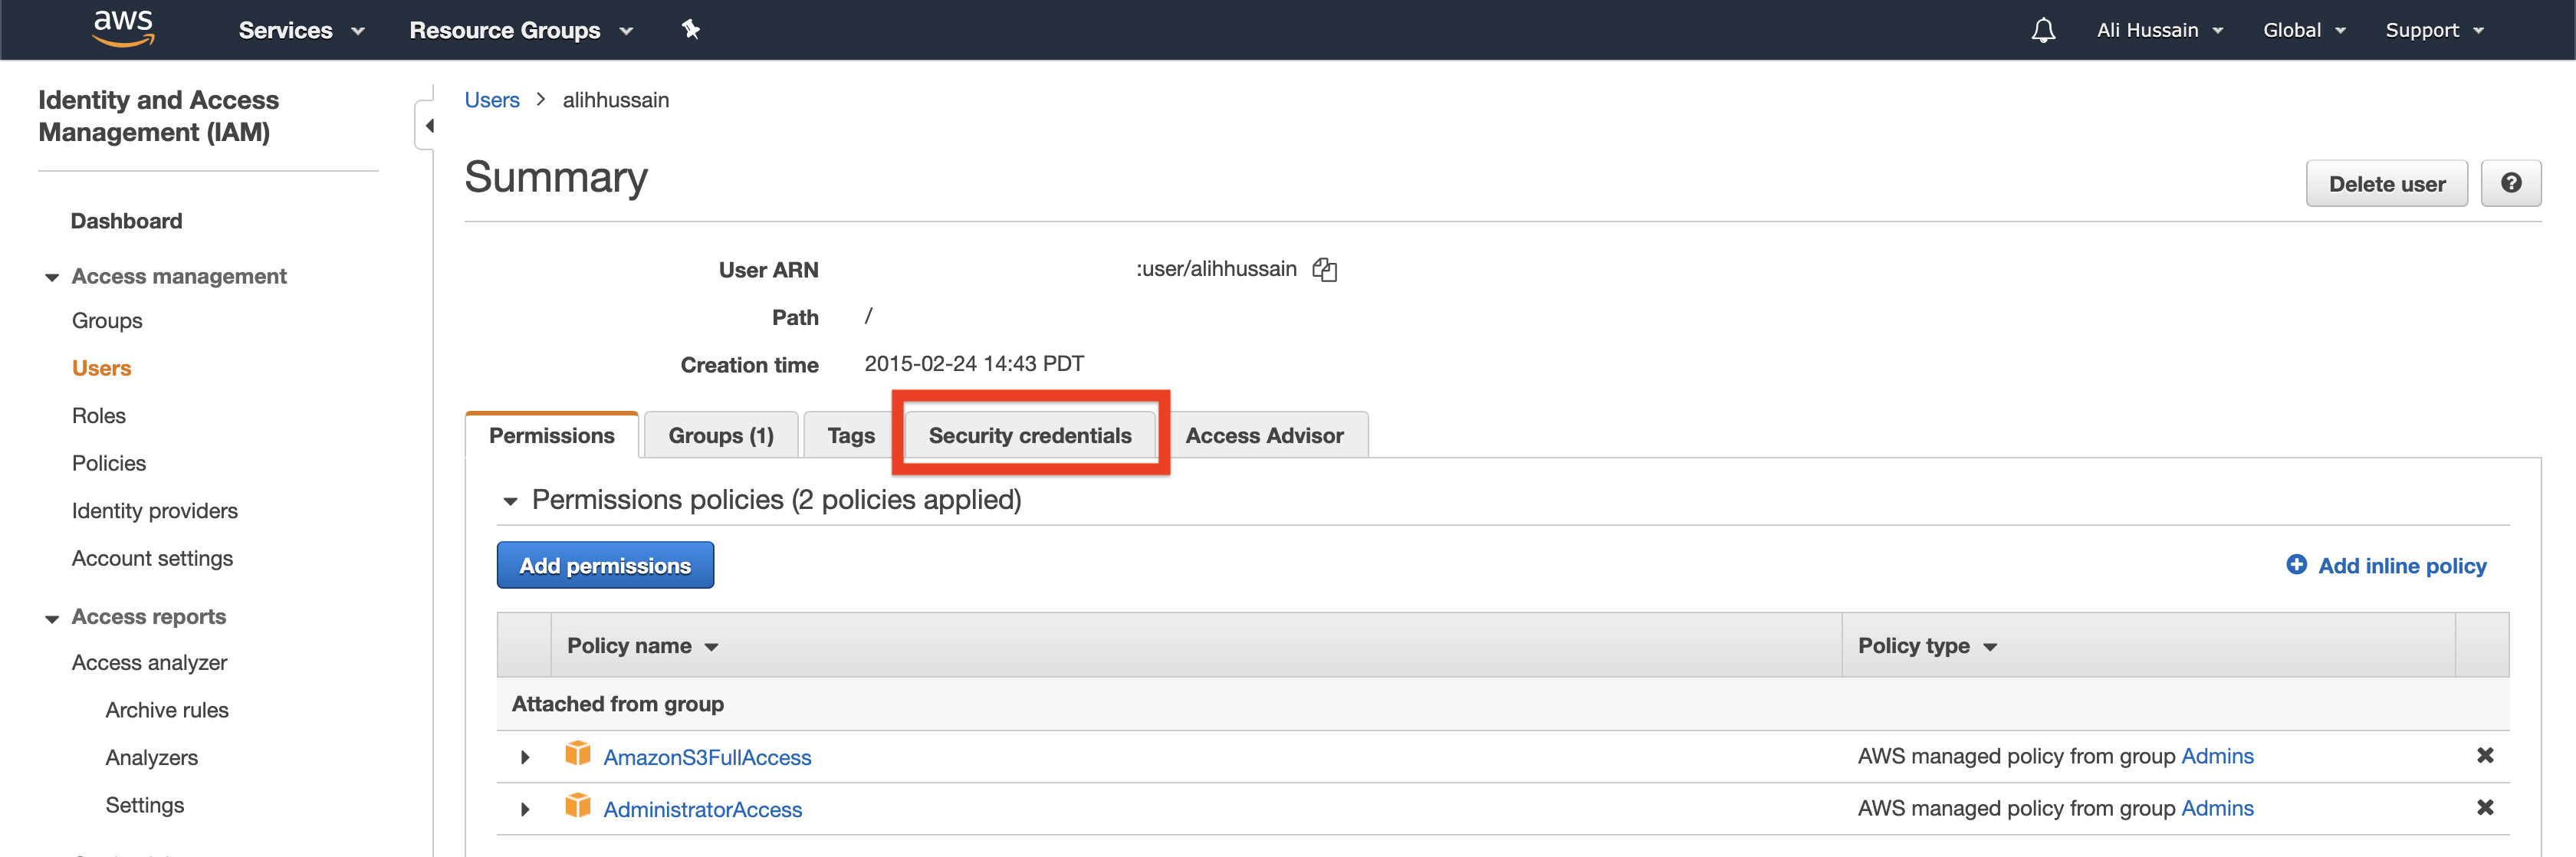 aws Services Resource Groups Ali Hussain Global Support
Identity and Access
Management (IAM)
Dashboard
Access management
Groups
Users
Roles
Policies
Identity providers
Account settings
Access reports
Access analyzer
Archive rules
Analyzers
Settings
Users > alihhussain
Summary
Delete user ?
User ARN :user/alihhussain
Path /
Creation time 2015-02-24 14:43 PDT
Permissions Groups (1) Tags Security credentials Access Advisor
Permissions policies (2 policies applied)
Add permissions Add inline policy
Policy name Policy type
Attached from group
AmazonS3FullAccess AWS managed policy from group Admins
AdministratorAccess AWS managed policy from group Admins